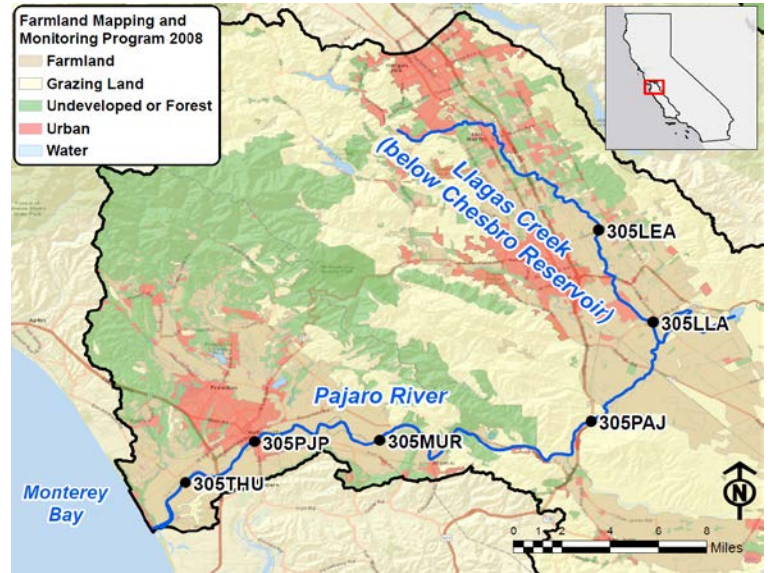 Farmland Mapping and
Monitoring Program 2008
Farmland
Grazing Land
Undeveloped or Forest
Urban
Water
Llagas Creek
(below Chesbro Reservoir)
305LEA
305LLA
Pajaro River
305PAJ
305PJP
305MUR
305THU
Monterey
Bay
N
0 1 2 4 6 8
Miles